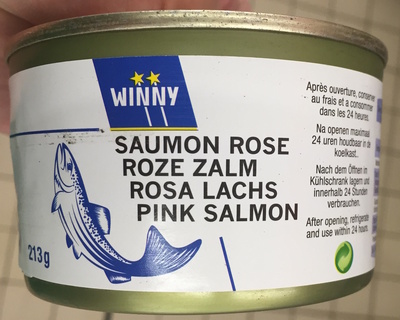 WINNY
SAUMON ROSE
ROZE ZALM
ROSA LACHS
PINK SALMON
213g
Après ouverture, conserver
au frais et a consommer
dans les 24 heures.
Na openen maximaal
24 uren houdbaar in de
koelkast.
Nach dem Öffnen im
Kühlschrank lagern und
innerhalb 24 Stunden
verbrauchen.
After opening, refrigerate
and use within 24 hours